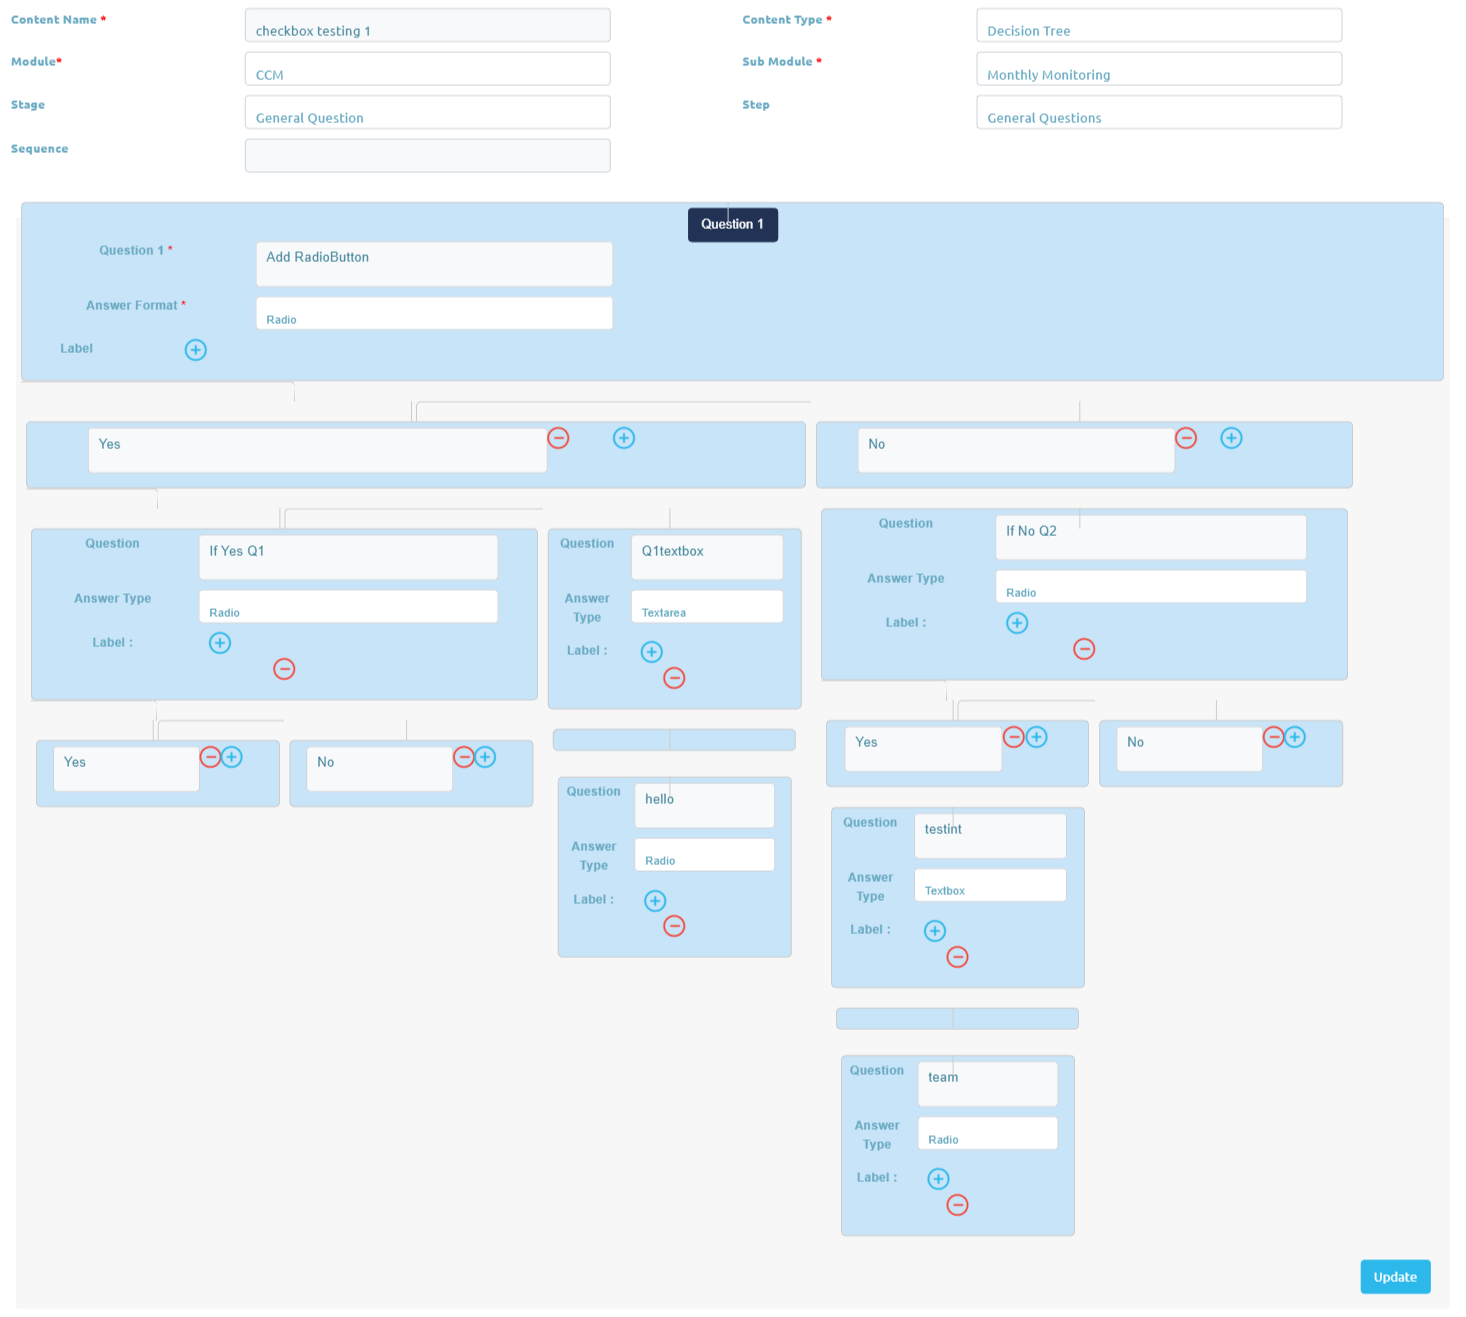 Content Name *
checkbox testing 1
Content Type *
Decision Tree
Module*
CCM
Sub Module *
Monthly Monitoring
Stage
General Question
Step
General Questions
Sequence
Question 1
Question 1 *
Add RadioButton
Answer Format *
Radio
Label
Yes
No
Question
If Yes Q1
Answer Type
Radio
Label :
Question
Q1textbox
Answer
Type
Textarea
Label :
Question
If No Q2
Answer Type
Radio
Label :
Yes
No
Yes
No
Question
hello
Answer
Type
Radio
Label :
Question
testint
Answer
Type
Textbox
Label :
Question
team
Answer
Type
Radio
Label :
Update